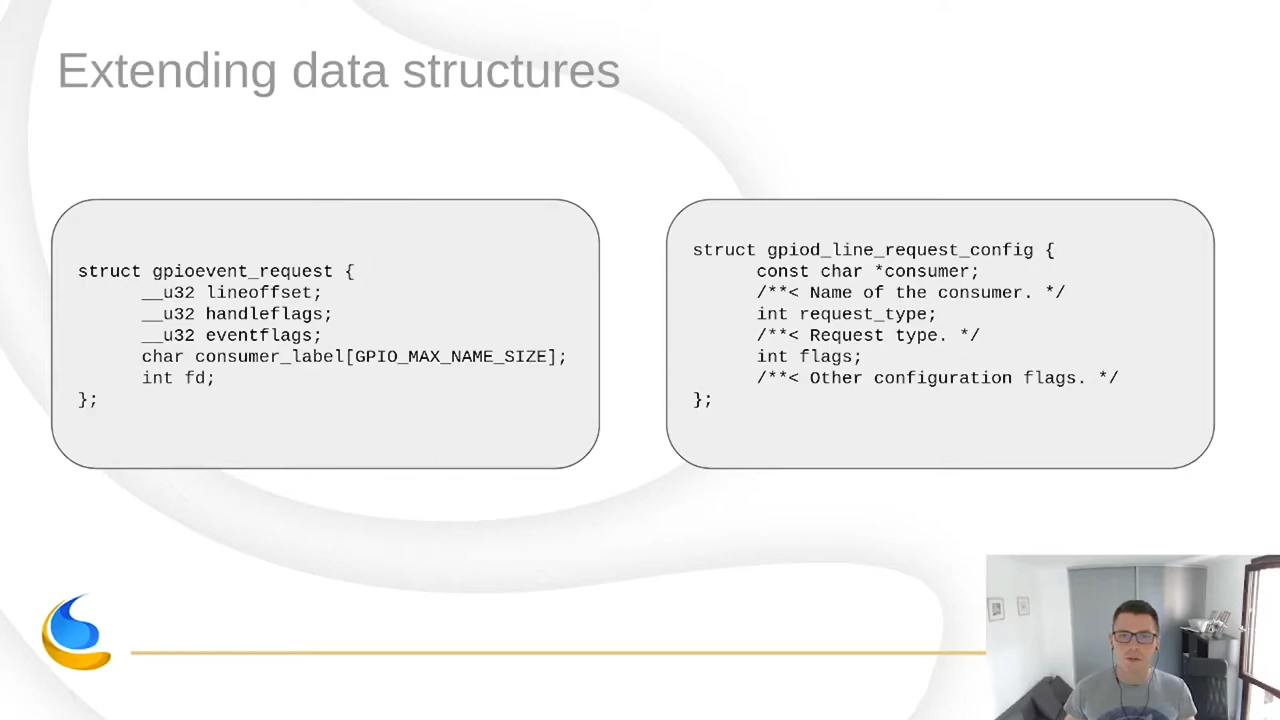 Extending data structures
struct gpioevent_request {
__u32 lineoffset;
__u32 handleflags;
__u32 eventflags;
char consumer_label[GPIO_MAX_NAME_SIZE];
int fd;
};
struct gpiod_line_request_config {
const char *consumer;
/**< Name of the consumer. */
int request_type;
/**< Request type. */
int flags;
/**< Other configuration flags. */
};